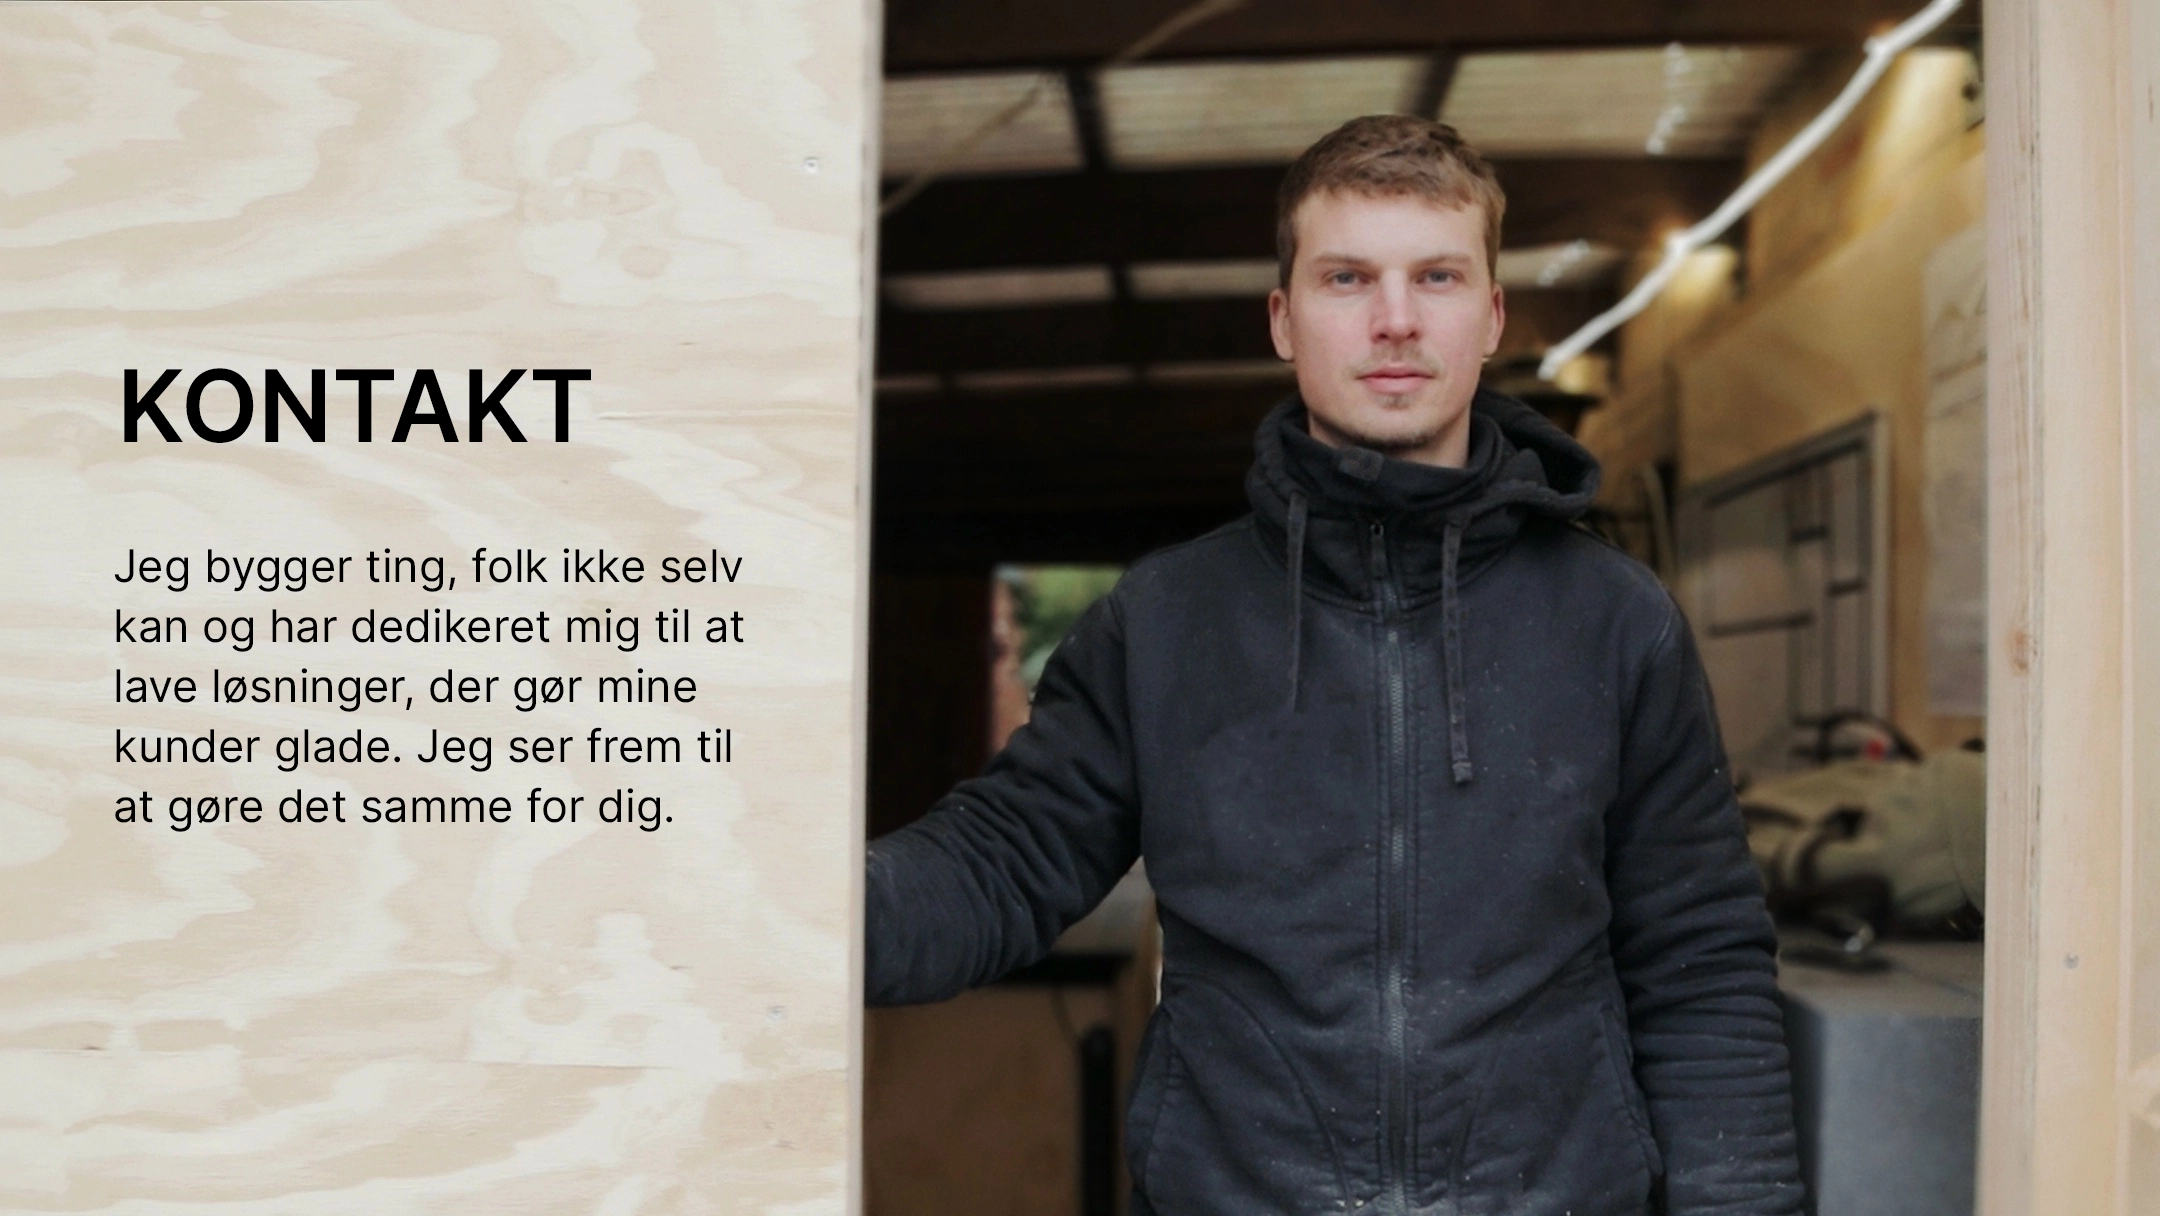 KONTAKT
Jeg bygger ting, folk ikke selv
kan og har dedikeret mig til at
lave løsninger, der gør mine
kunder glade. Jeg ser frem til
at gøre det samme for dig.